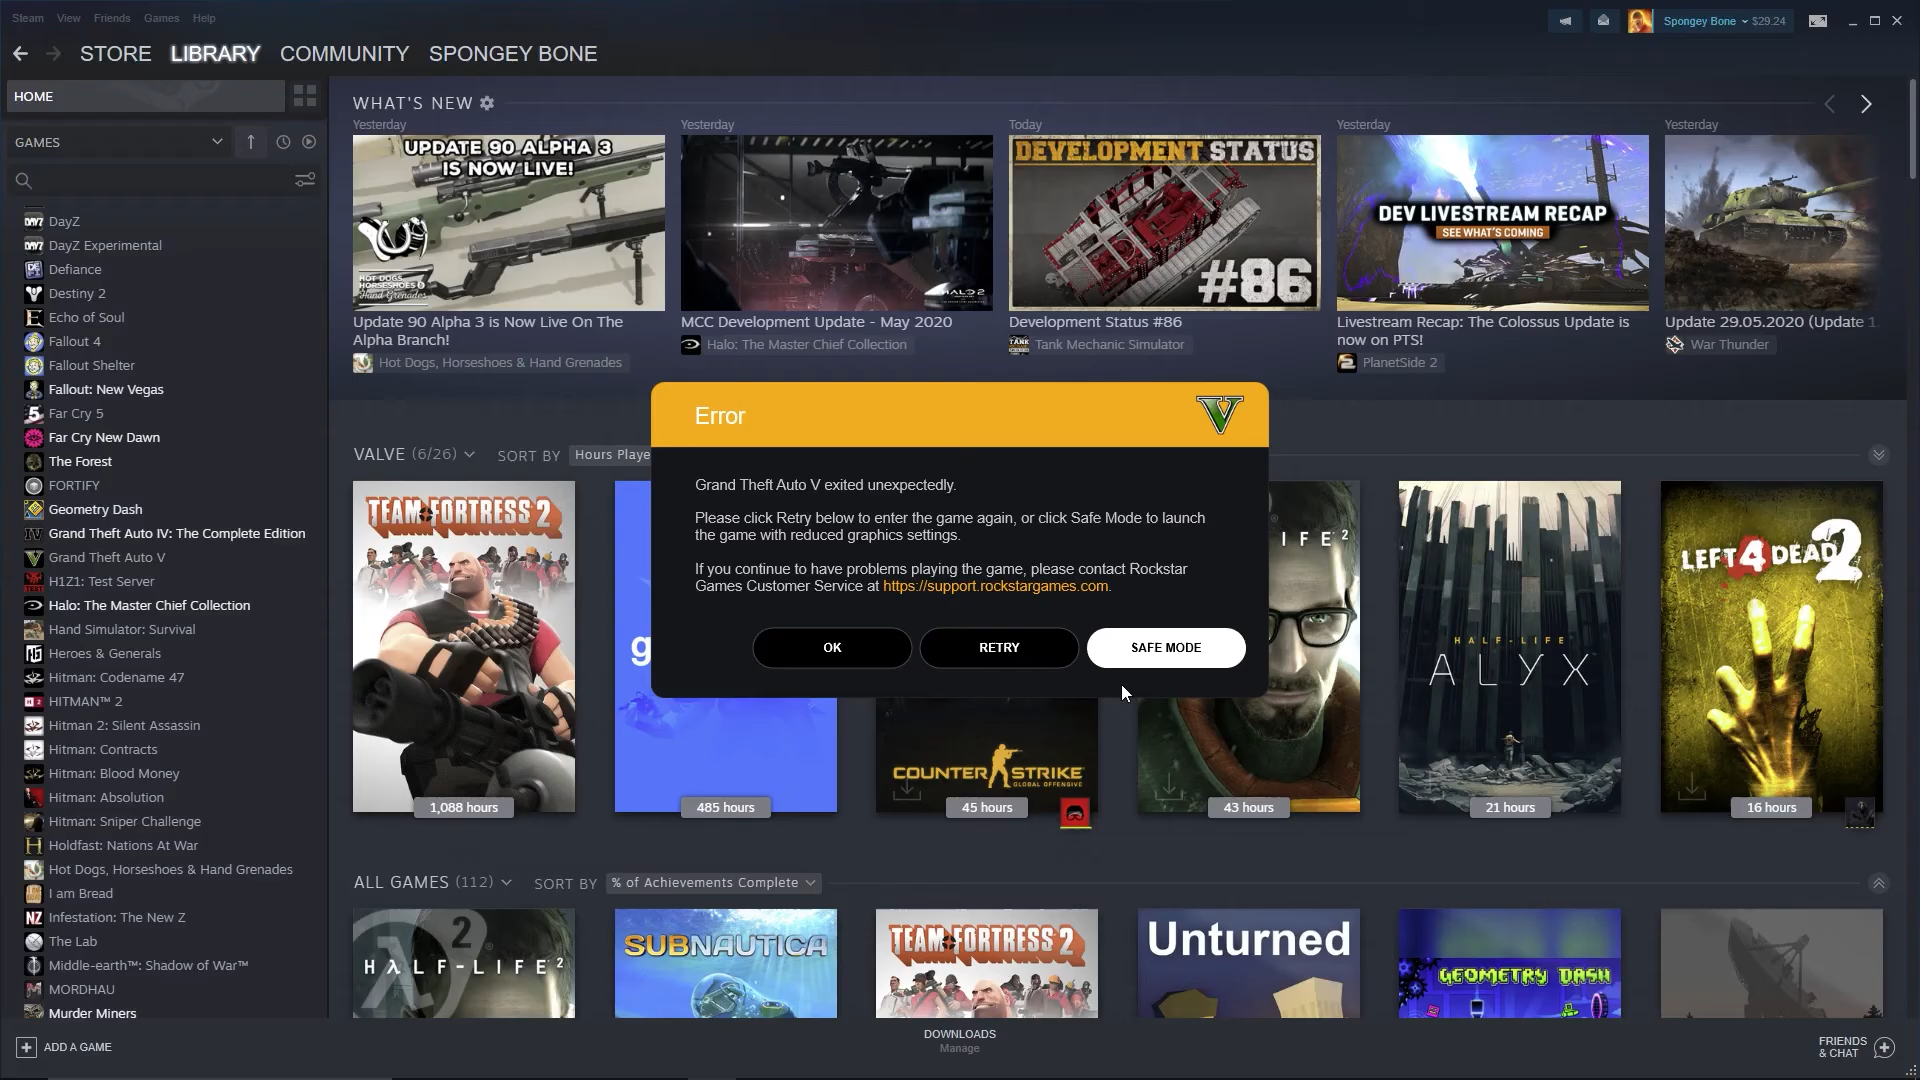 Steam View Friends Games Help
Spongey Bone $29.24
STORE LIBRARY COMMUNITY SPONGEY BONE
HOME
GAMES
DayZ
DayZ Experimental
Defiance
Destiny 2
Echo of Soul
Fallout 4
Fallout Shelter
Fallout: New Vegas
Far Cry 5
Far Cry New Dawn
The Forest
FORTIFY
Geometry Dash
Grand Theft Auto IV: The Complete Edition
Grand Theft Auto V
H1Z1: Test Server
Halo: The Master Chief Collection
Hand Simulator: Survival
Heroes & Generals
Hitman: Codename 47
HITMAN™ 2
Hitman 2: Silent Assassin
Hitman: Contracts
Hitman: Blood Money
Hitman: Absolution
Hitman: Sniper Challenge
Holdfast: Nations At War
Hot Dogs, Horseshoes & Hand Grenades
I am Bread
Infestation: The New Z
The Lab
Middle-earth™: Shadow of War™
MORDHAU
Murder Miners
ADD A GAME
WHAT'S NEW
Yesterday
UPDATE 90 ALPHA 3
IS NOW LIVE!
HOT DOGS,
HORSESHOES &
Hand Grenades
Update 90 Alpha 3 is Now Live On The
Alpha Branch!
Hot Dogs, Horseshoes & Hand Grenades
Yesterday
HALO 2
MCC Development Update - May 2020
Halo: The Master Chief Collection
Today
DEVELOPMENT STATUS
#86
Development Status #86
Tank Mechanic Simulator
Yesterday
DEV LIVESTREAM RECAP
SEE WHAT'S COMING
Livestream Recap: The Colossus Update is
now on PTS!
PlanetSide 2
Yesterday
Update 29.05.2020 (Update 1.
War Thunder
VALVE (6/26) SORT BY Hours Playe
Error
V
Grand Theft Auto V exited unexpectedly.
Please click Retry below to enter the game again, or click Safe Mode to launch
the game with reduced graphics settings.
If you continue to have problems playing the game, please contact Rockstar
Games Customer Service at https://support.rockstargames.com.
OK RETRY SAFE MODE
TEAM FORTRESS 2
1,088 hours
g
485 hours
COUNTER STRIKE
GLOBAL OFFENSIVE
45 hours
IFE 2
43 hours
HALF-LIFE
ALYX
21 hours
LEFT 4 DEAD 2
16 hours
ALL GAMES (112) SORT BY % of Achievements Complete
2
HλLF-LIFE 2
SUBNAUTICA
TEAM FORTRESS 2
Unturned
GEOMETRY DASH
DOWNLOADS
Manage
FRIENDS
& CHAT